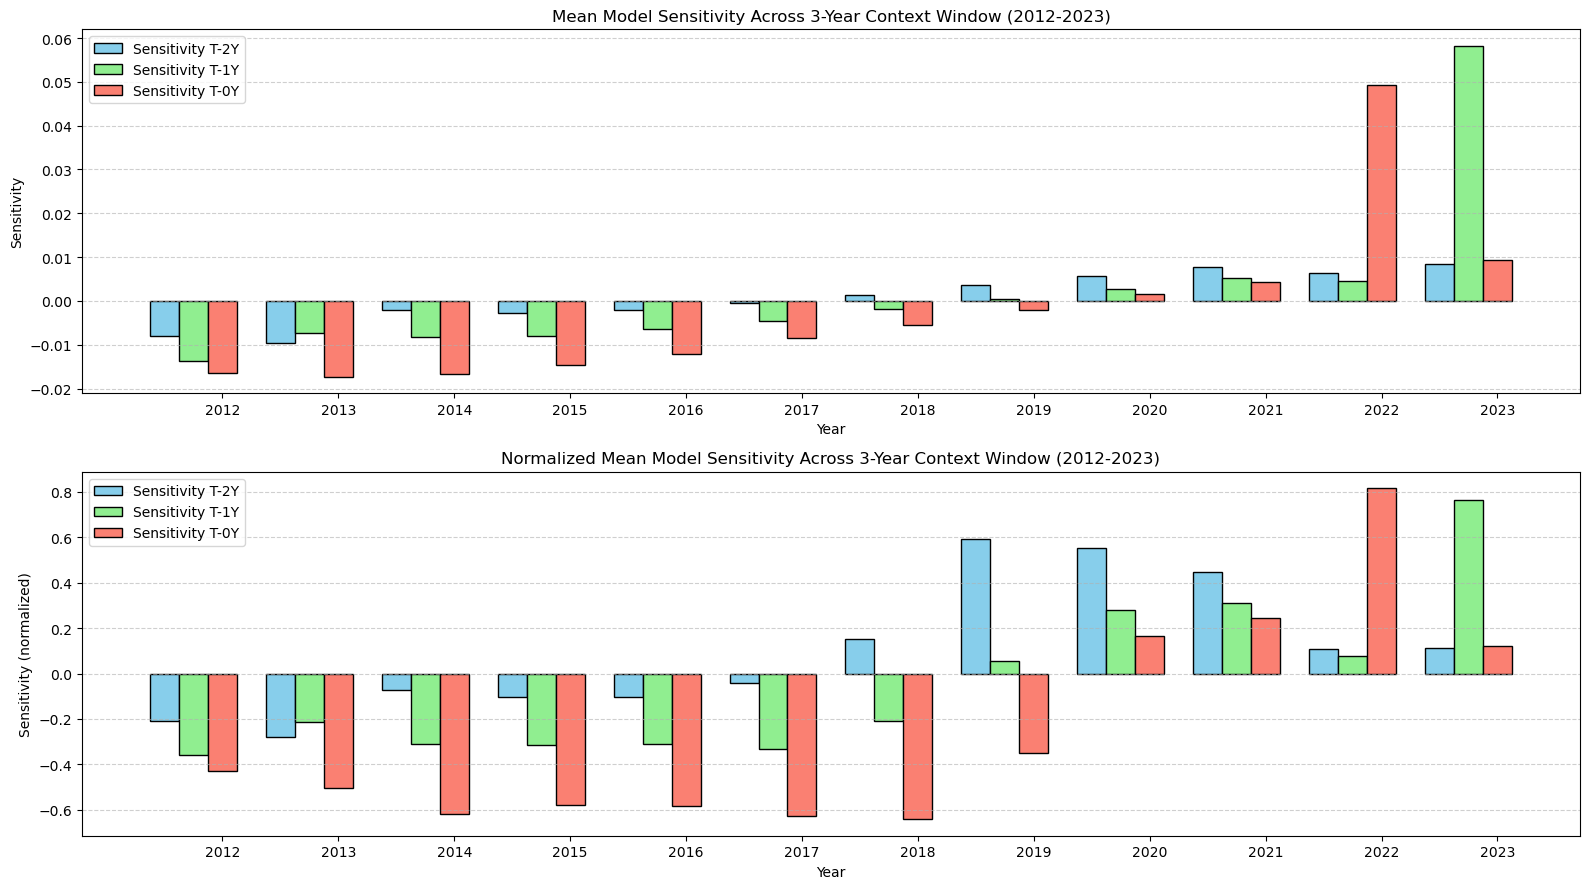 Mean Model Sensitivity Across 3-Year Context Window (2012-2023)
Sensitivity T-2Y
Sensitivity T-1Y
Sensitivity T-0Y
0.06
0.05
0.04
0.03
0.02
0.01
0.00
−0.01
−0.02
Sensitivity
2012 2013 2014 2015 2016 2017 2018 2019 2020 2021 2022 2023
Year
Normalized Mean Model Sensitivity Across 3-Year Context Window (2012-2023)
Sensitivity T-2Y
Sensitivity T-1Y
Sensitivity T-0Y
0.8
0.6
0.4
0.2
0.0
−0.2
−0.4
−0.6
Sensitivity (normalized)
2012 2013 2014 2015 2016 2017 2018 2019 2020 2021 2022 2023
Year